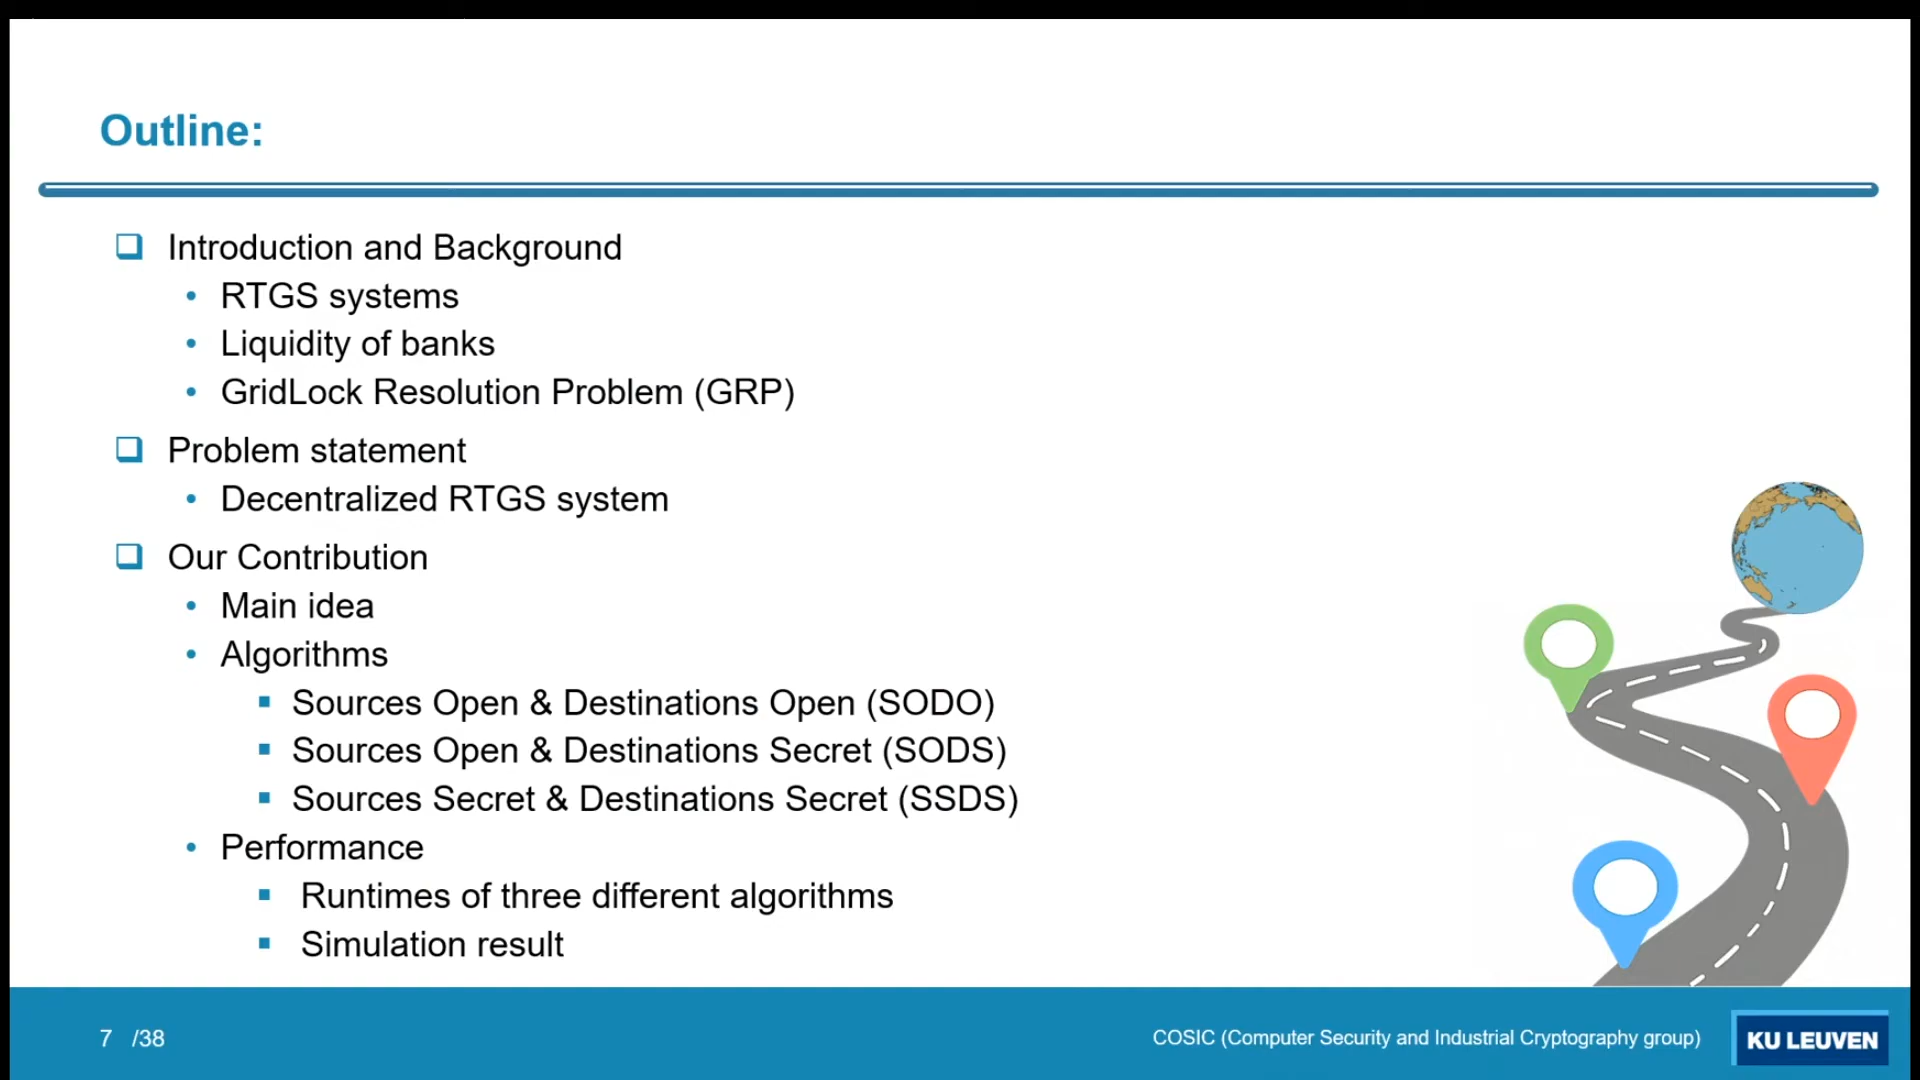 Outline:
Introduction and Background
RTGS systems
Liquidity of banks
GridLock Resolution Problem (GRP)
Problem statement
Decentralized RTGS system
Our Contribution
Main idea
Algorithms
Sources Open & Destinations Open (SODO)
Sources Open & Destinations Secret (SODS)
Sources Secret & Destinations Secret (SSDS)
Performance
Runtimes of three different algorithms
Simulation result
7 /38
COSIC (Computer Security and Industrial Cryptography group)
KU LEUVEN